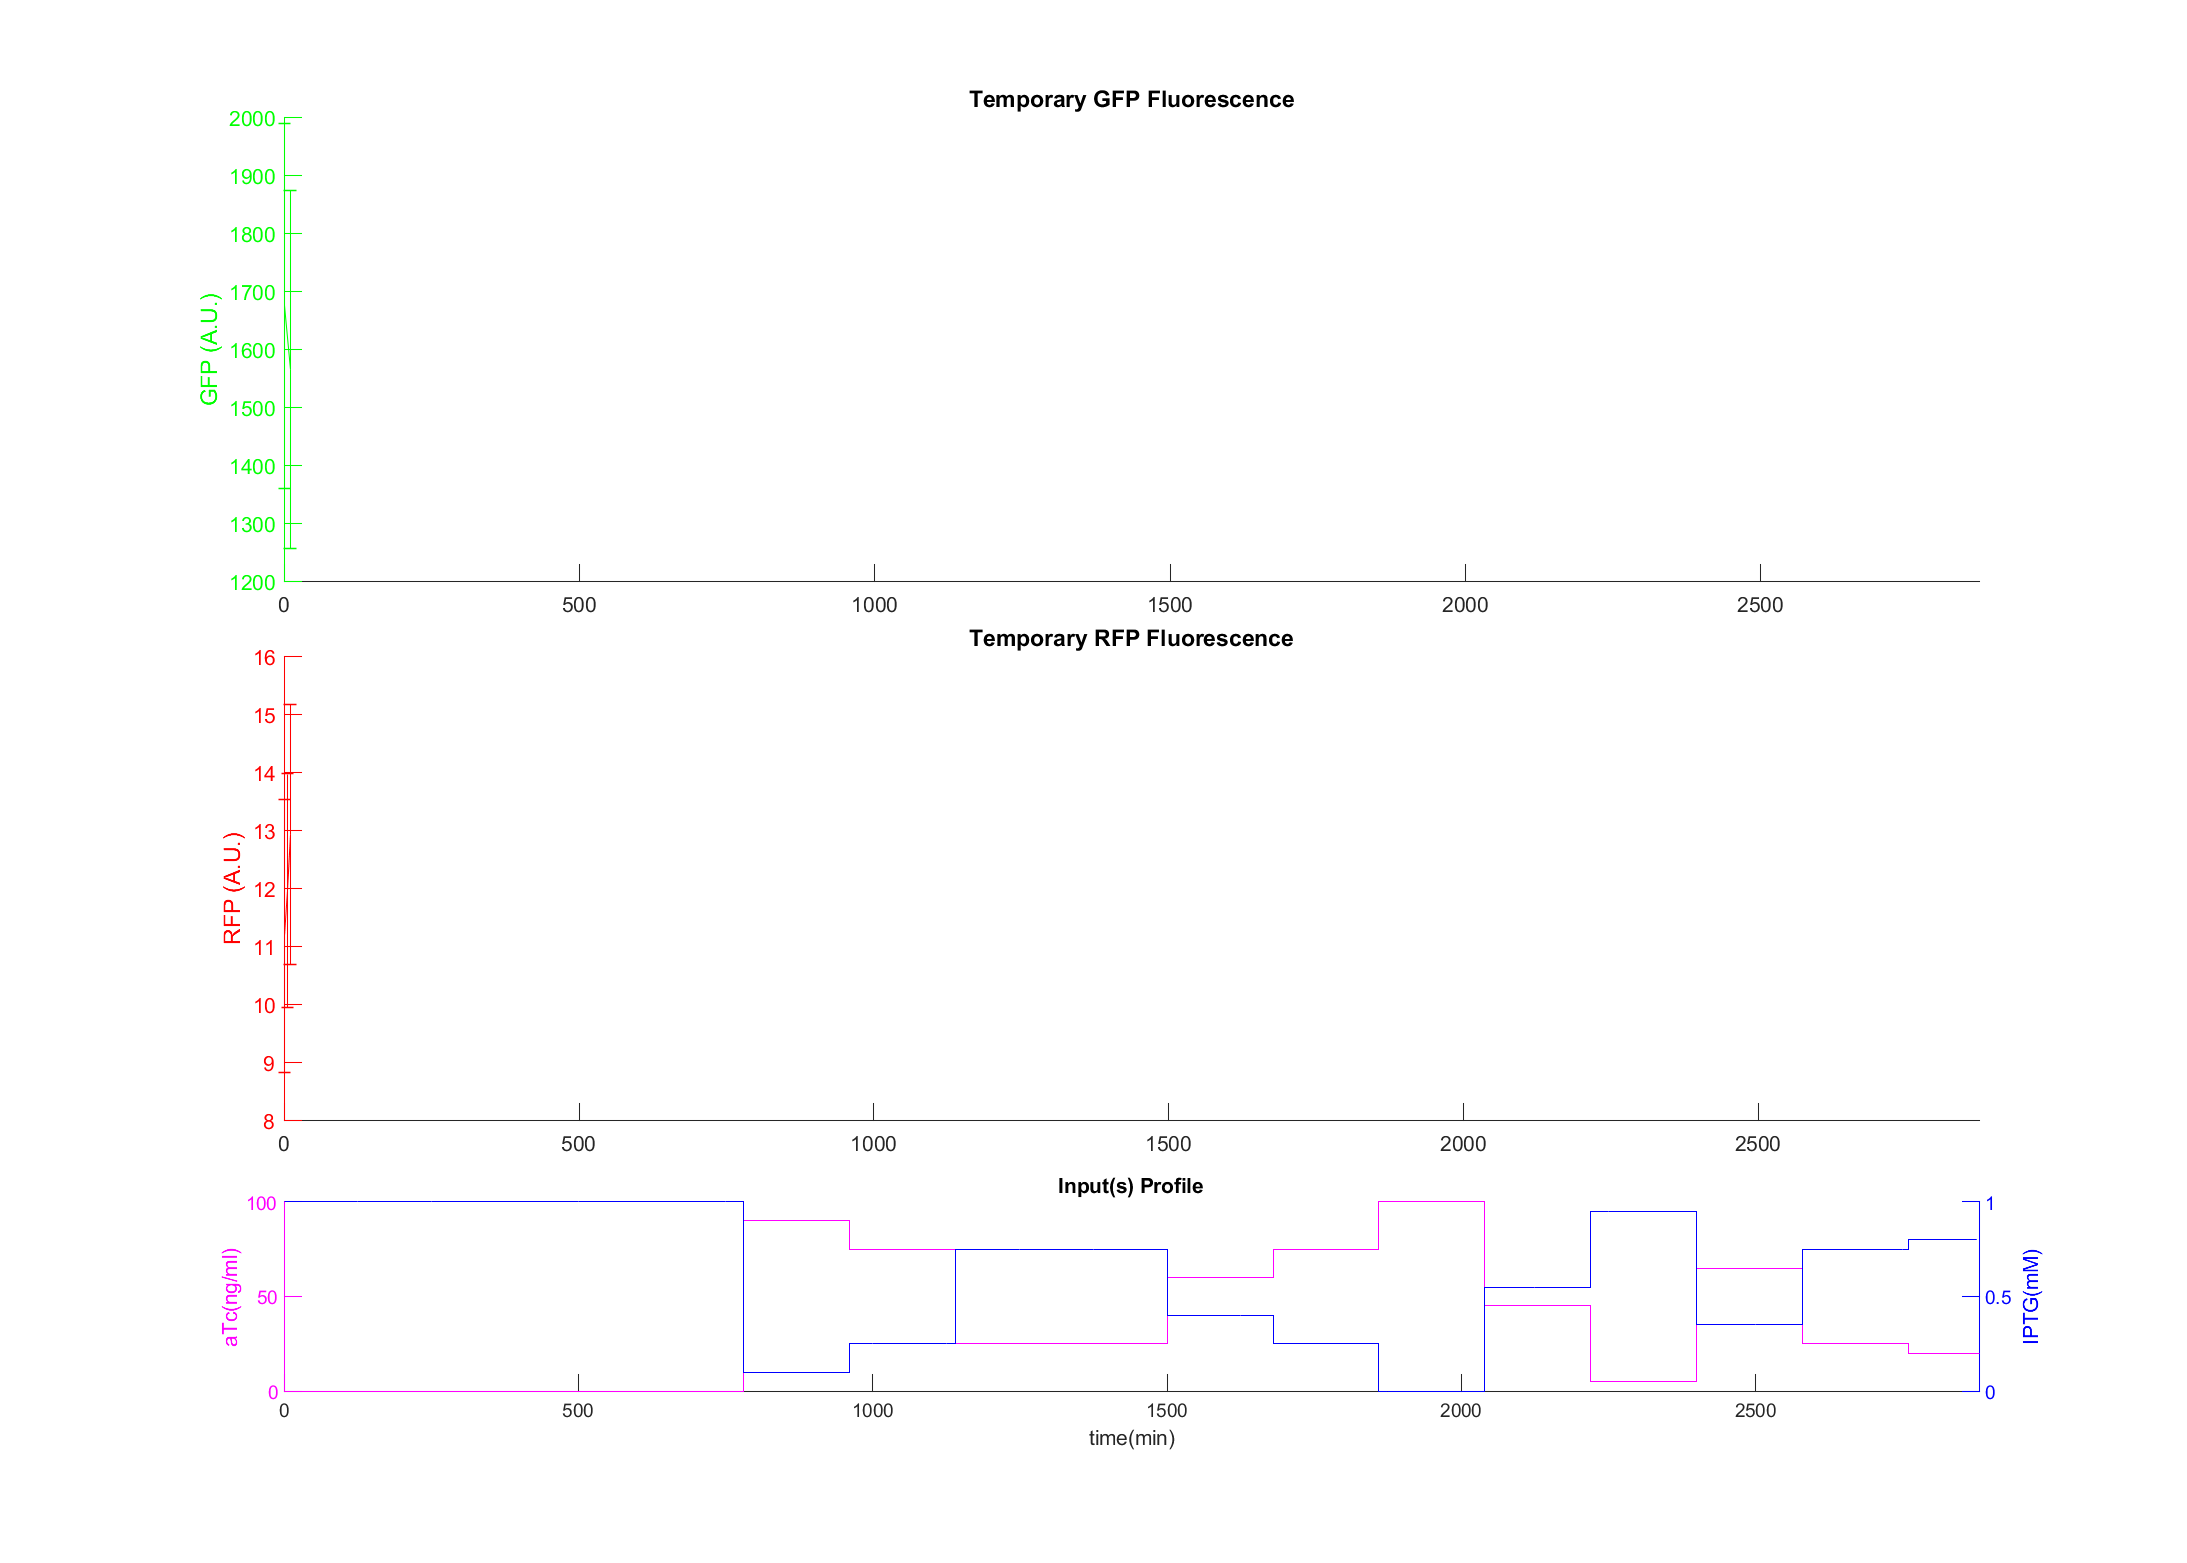 Temporary GFP Fluorescence
GFP (A.U.)
2000
1900
1800
1700
1600
1500
1400
1300
1200
0 500 1000 1500 2000 2500
Temporary RFP Fluorescence
RFP (A.U.)
16
15
14
13
12
11
10
9
8
0 500 1000 1500 2000 2500
Input(s) Profile
aTc(ng/ml)
100
50
0
1
0.5
0
IPTG(mM)
0 500 1000 1500 2000 2500
time(min)